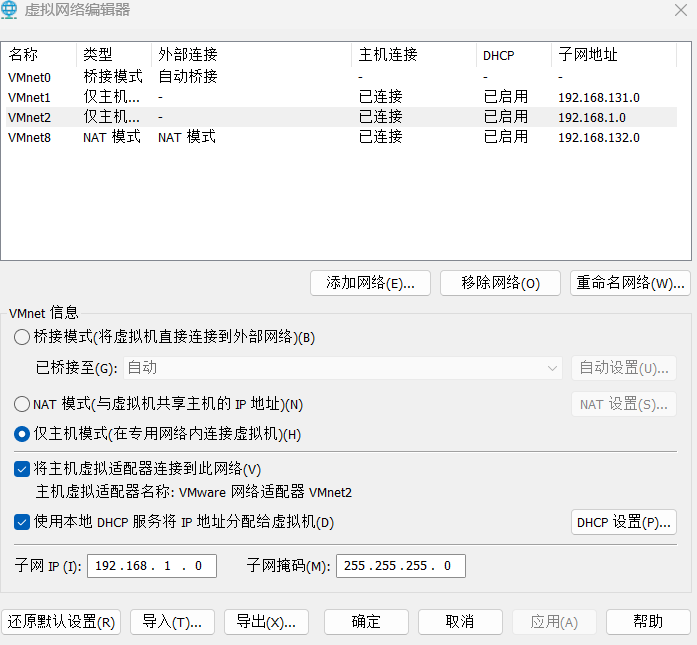 虚拟网络编辑器
名称 类型 外部连接 主机连接 DHCP 子网地址
VMnet0 桥接模式 自动桥接 - - -
VMnet1 仅主机... - 已连接 已启用 192.168.131.0
VMnet2 仅主机... - 已连接 已启用 192.168.1.0
VMnet8 NAT 模式 NAT 模式 已连接 已启用 192.168.132.0
添加网络(E)... 移除网络(O) 重命名网络(W)...
VMnet 信息
桥接模式(将虚拟机直接连接到外部网络)(B)
已桥接至(G): 自动 自动设置(U)...
NAT 模式(与虚拟机共享主机的 IP 地址)(N) NAT 设置(S)...
仅主机模式(在专用网络内连接虚拟机)(H)
将主机虚拟适配器连接到此网络(V)
主机虚拟适配器名称: VMware 网络适配器 VMnet2
使用本地 DHCP 服务将 IP 地址分配给虚拟机(D) DHCP 设置(P)...
子网 IP (I): 192.168. 1 . 0 子网掩码(M): 255.255.255. 0
还原默认设置(R) 导入(T)... 导出(X)... 确定 取消 应用(A) 帮助